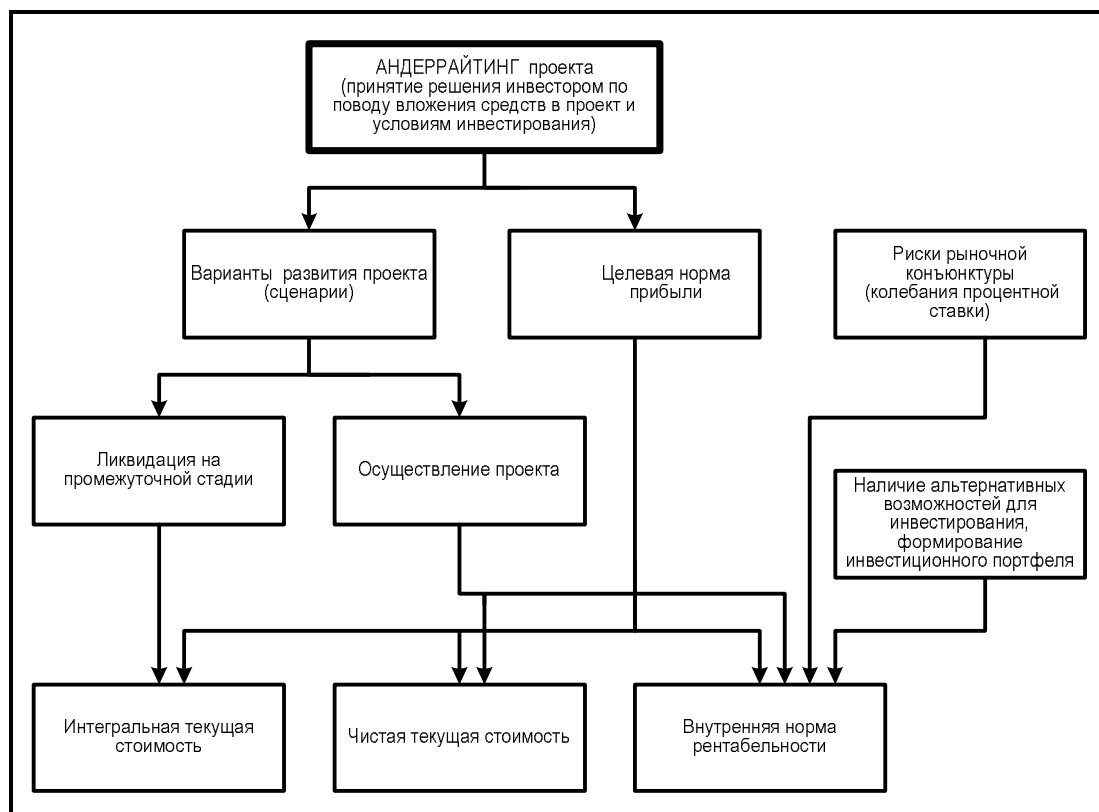 АНДЕРРАЙТИНГ проекта
(принятие решения инвестором по
поводу вложения средств в проект и
условиям инвестирования)
Варианты развития проекта
(сценарии)
Целевая норма
прибыли
Риски рыночной
конъюнктуры
(колебания процентной
ставки)
Ликвидация на
промежуточной стадии
Осуществление проекта
Наличие альтернативных
возможностей для
инвестирования,
формирование
инвестиционного портфеля
Интегральная текущая
стоимость
Чистая текущая стоимость
Внутренняя норма
рентабельности